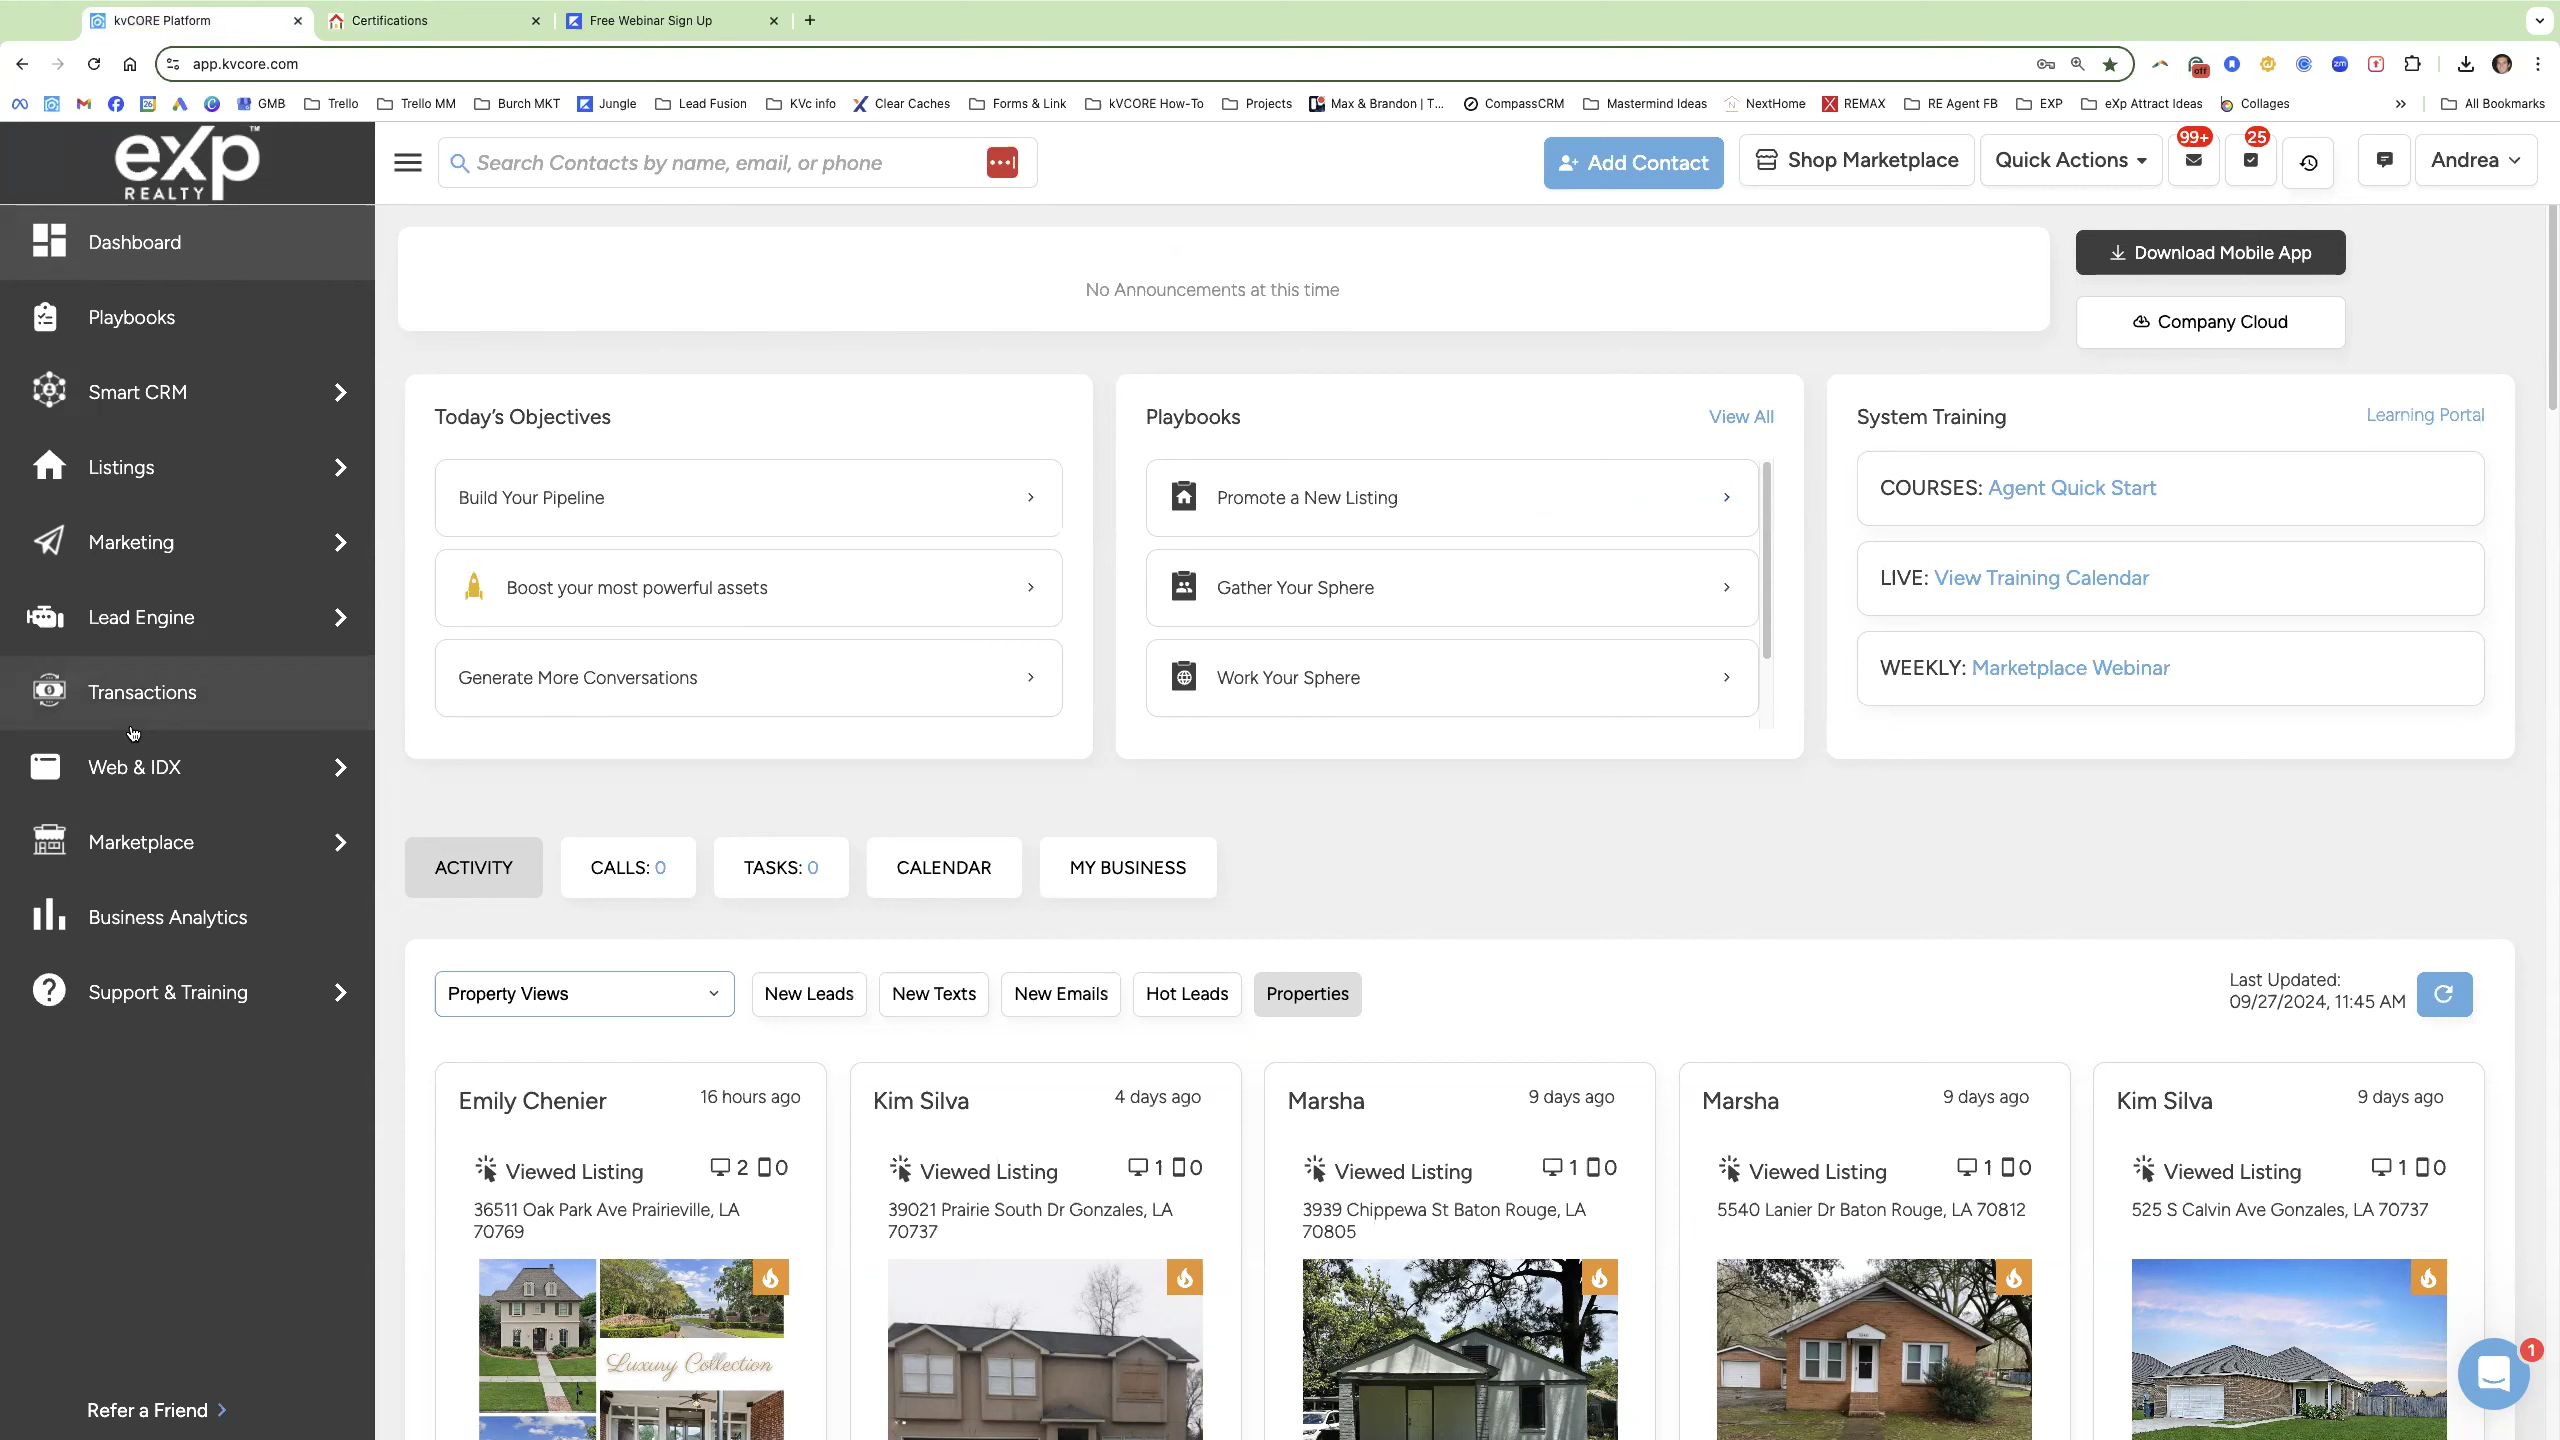 kvCORE Platform
Certifications
Free Webinar Sign Up
app.kvcore.com
off
zm
26
GMB
Trello
Trello MM
Burch MKT
Jungle
Lead Fusion
KVc info
Clear Caches
Forms & Link
kVCORE How-To
Projects
Max & Brandon | T...
CompassCRM
Mastermind Ideas
NextHome
REMAX
RE Agent FB
EXP
eXp Attract Ideas
Collages
All Bookmarks
eXp™
REALTY
Search Contacts by name, email, or phone
Add Contact
Shop Marketplace
Quick Actions
99+
25
Andrea
Dashboard
Playbooks
Smart CRM
Listings
Marketing
Lead Engine
Transactions
Web & IDX
Marketplace
Business Analytics
Support & Training
Refer a Friend
No Announcements at this time
Download Mobile App
Company Cloud
Today's Objectives
Build Your Pipeline
Boost your most powerful assets
Generate More Conversations
Playbooks
View All
Promote a New Listing
Gather Your Sphere
Work Your Sphere
System Training
Learning Portal
COURSES: Agent Quick Start
LIVE: View Training Calendar
WEEKLY: Marketplace Webinar
ACTIVITY
CALLS: 0
TASKS: 0
CALENDAR
MY BUSINESS
Property Views
New Leads
New Texts
New Emails
Hot Leads
Properties
Last Updated:
09/27/2024, 11:45 AM
Emily Chenier
16 hours ago
Viewed Listing
2 0
36511 Oak Park Ave Prairieville, LA
70769
Luxury Collection
Kim Silva
4 days ago
Viewed Listing
1 0
39021 Prairie South Dr Gonzales, LA
70737
Marsha
9 days ago
Viewed Listing
1 0
3939 Chippewa St Baton Rouge, LA
70805
Marsha
9 days ago
Viewed Listing
1 0
5540 Lanier Dr Baton Rouge, LA 70812
Kim Silva
9 days ago
Viewed Listing
1 0
525 S Calvin Ave Gonzales, LA 70737
1